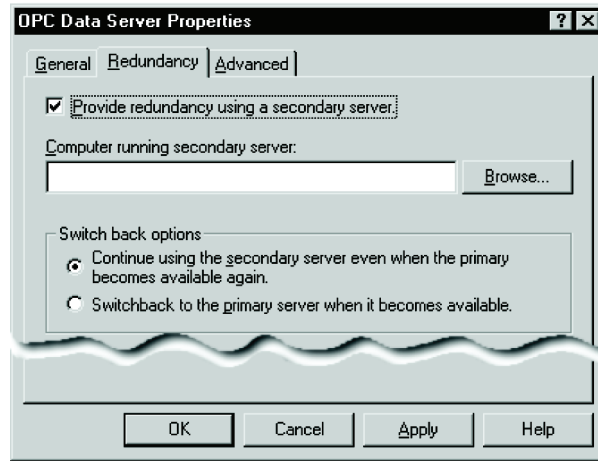 OPC Data Server Properties
General Redundancy Advanced
Provide redundancy using a secondary server.
Computer running secondary server:
Browse...
Switch back options
Continue using the secondary server even when the primary
becomes available again.
Switchback to the primary server when it becomes available.
OK Cancel Apply Help